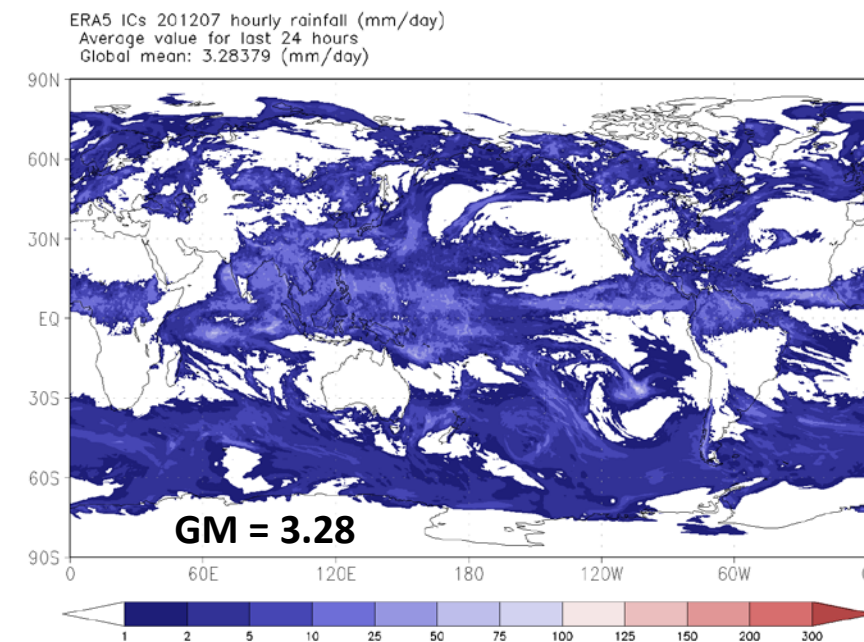 ERA5 ICs 201207 hourly rainfall (mm/day)
Average value for last 24 hours
Global mean: 3.28379 (mm/day)
90N
60N
30N
EQ
30S
60S
90S
GM = 3.28
0 60E 120E 180 120W 60W
1 2 5 10 25 50 75 100 125 150 200 300